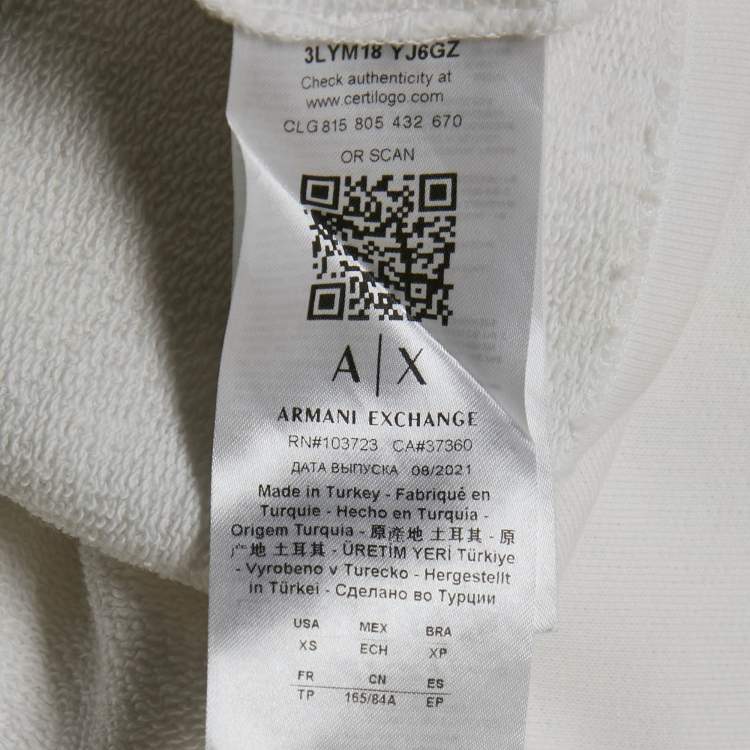 3LYM18 YJ6GZ
Check authenticity at
www.certilogo.com
CLG 815 805 432 670
OR SCAN
A|X
ARMANI EXCHANGE
RN#103723 CA#37360
ДАТА ВЫПУСКА 08/2021
Made in Turkey - Fabriqué en
Turquie - Hecho en Turquía -
Origem Turquia - 原產地 土耳其 - 原
产地 土耳其 - ÜRETİM YERİ Türkiye
- Vyrobeno v Turecko - Hergestellt
in Türkei - Сделано во Турции
USA MEX BRA
XS ECH XP
FR CN ES
TP 165/84A EP